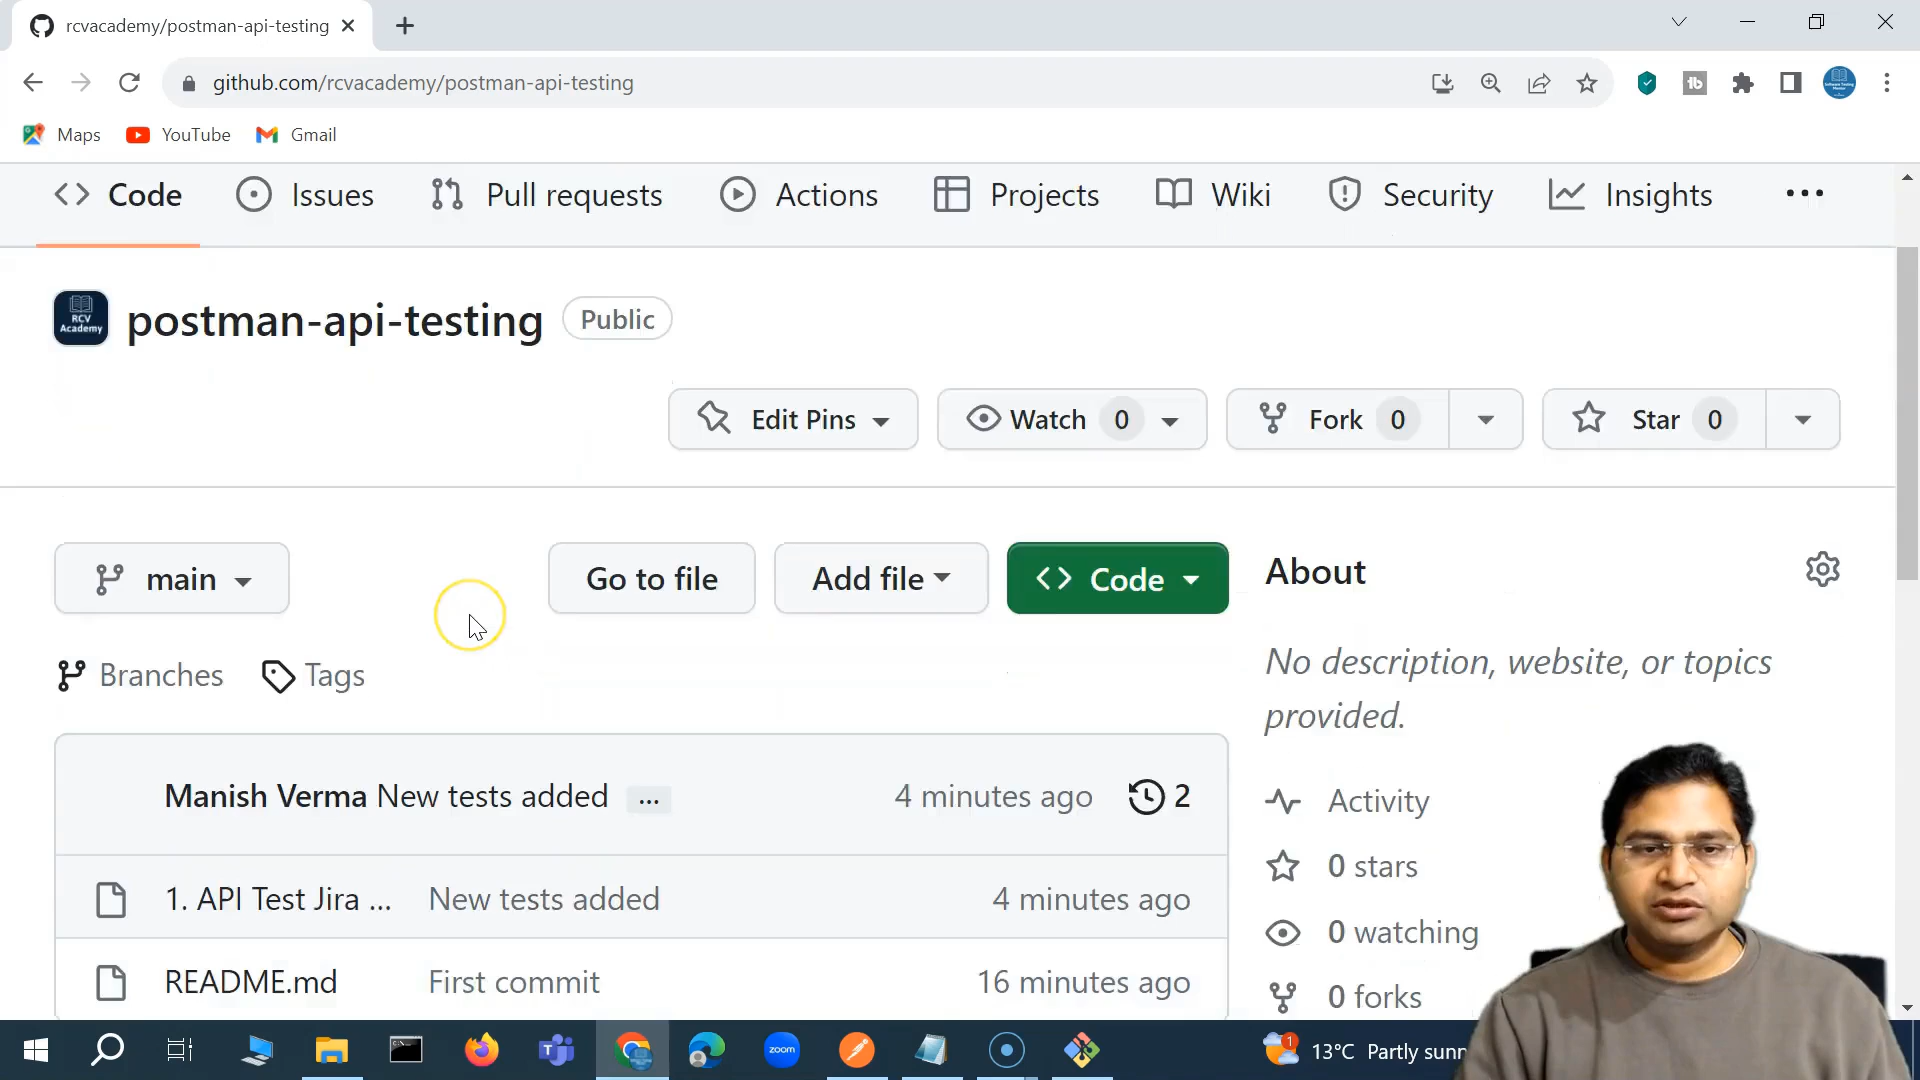 rcvacademy/postman-api-testing
github.com/rcvacademy/postman-api-testing
tb
Maps YouTube Gmail
Code Issues Pull requests Actions Projects Wiki Security Insights
RCV Academy postman-api-testing Public
Edit Pins Watch 0 Fork 0 Star 0
main Go to file Add file Code About
Branches Tags
No description, website, or topics
provided.
Manish Verma New tests added ... 4 minutes ago 2
Activity
1. API Test Jira ... New tests added 4 minutes ago
0 stars
0 watching
README.md First commit 16 minutes ago
0 forks
T zoom 1 13°C Partly sunn